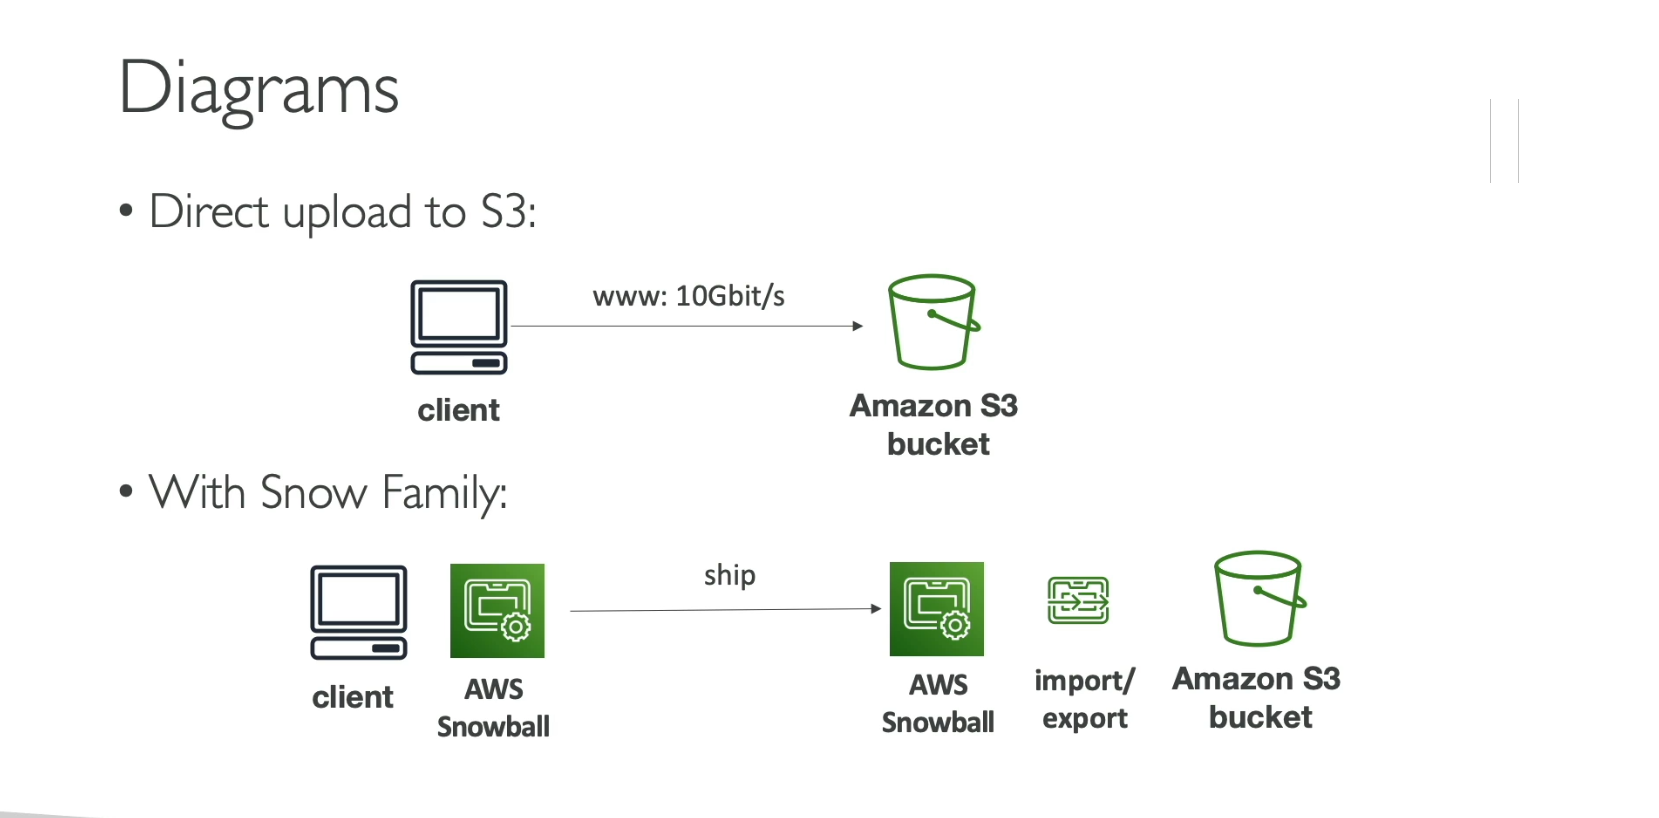 Diagrams
• Direct upload to S3:
www: 10Gbit/s
client
Amazon S3
bucket
• With Snow Family:
ship
client
AWS
Snowball
AWS
Snowball
import/
export
Amazon S3
bucket